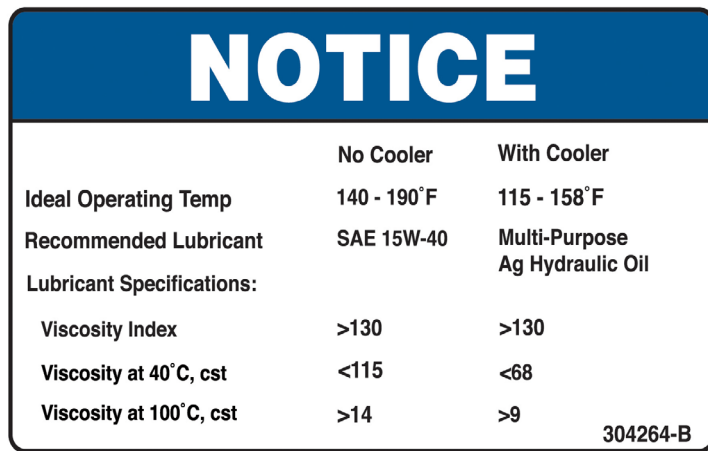 NOTICE
No Cooler With Cooler
Ideal Operating Temp 140 - 190˚F 115 - 158˚F
Recommended Lubricant SAE 15W-40 Multi-Purpose
Ag Hydraulic Oil
Lubricant Specifications:
Viscosity Index >130 >130
Viscosity at 40˚C, cst <115 <68
Viscosity at 100˚C, cst >14 >9
304264-B